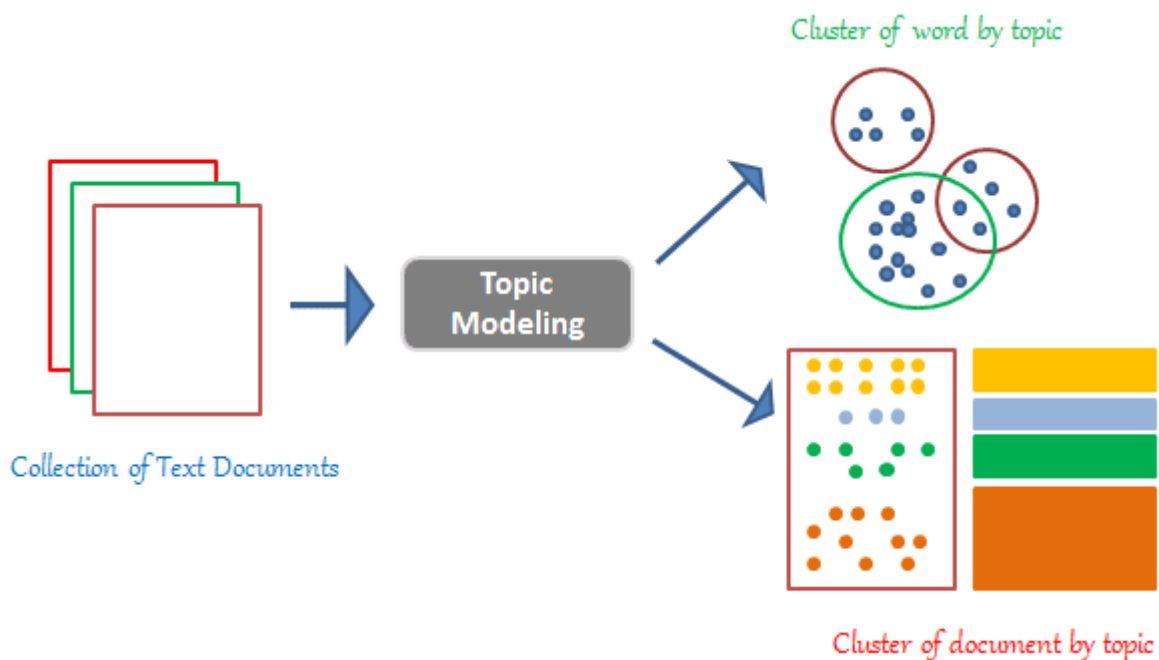 Cluster of word by topic
Topic
Modeling
Collection of Text Documents
Cluster of document by topic